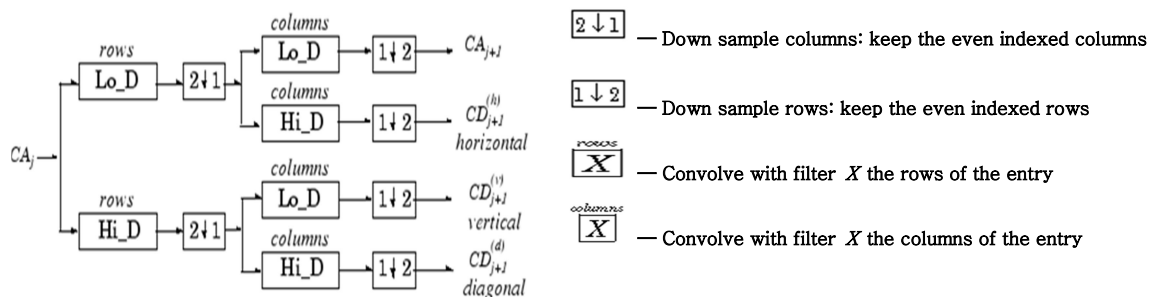 columns
rows
Lo_D
1↓2
CA_{j+1}
Lo_D
2↓1
columns
Hi_D
1↓2
CD_{j+1}^{(h)}
horizontal
CA_j
columns
rows
Lo_D
1↓2
CD_{j+1}^{(v)}
vertical
Hi_D
2↓1
columns
Hi_D
1↓2
CD_{j+1}^{(d)}
diagonal
2 ↓ 1 — Down sample columns: keep the even indexed columns
1 ↓ 2 — Down sample rows: keep the even indexed rows
rows
X — Convolve with filter X the rows of the entry
columns
X — Convolve with filter X the columns of the entry